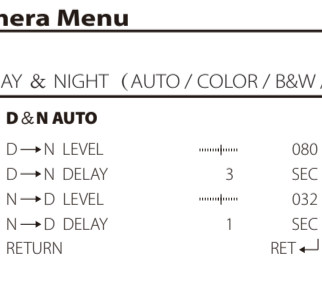 nera Menu
AY & NIGHT (AUTO / COLOR / B&W /
D&N AUTO
D→N LEVEL 080
D→N DELAY 3 SEC
N→D LEVEL 032
N→D DELAY 1 SEC
RETURN RET↵